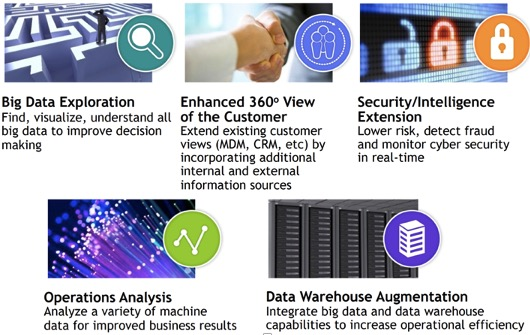 Big Data Exploration
Find, visualize, understand all
big data to improve decision
making
Enhanced 360º View
of the Customer
Extend existing customer
views (MDM, CRM, etc) by
incorporating additional
internal and external
information sources
Security/Intelligence
Extension
Lower risk, detect fraud
and monitor cyber security
in real-time
Operations Analysis
Analyze a variety of machine
data for improved business results
Data Warehouse Augmentation
Integrate big data and data warehouse
capabilities to increase operational efficiency